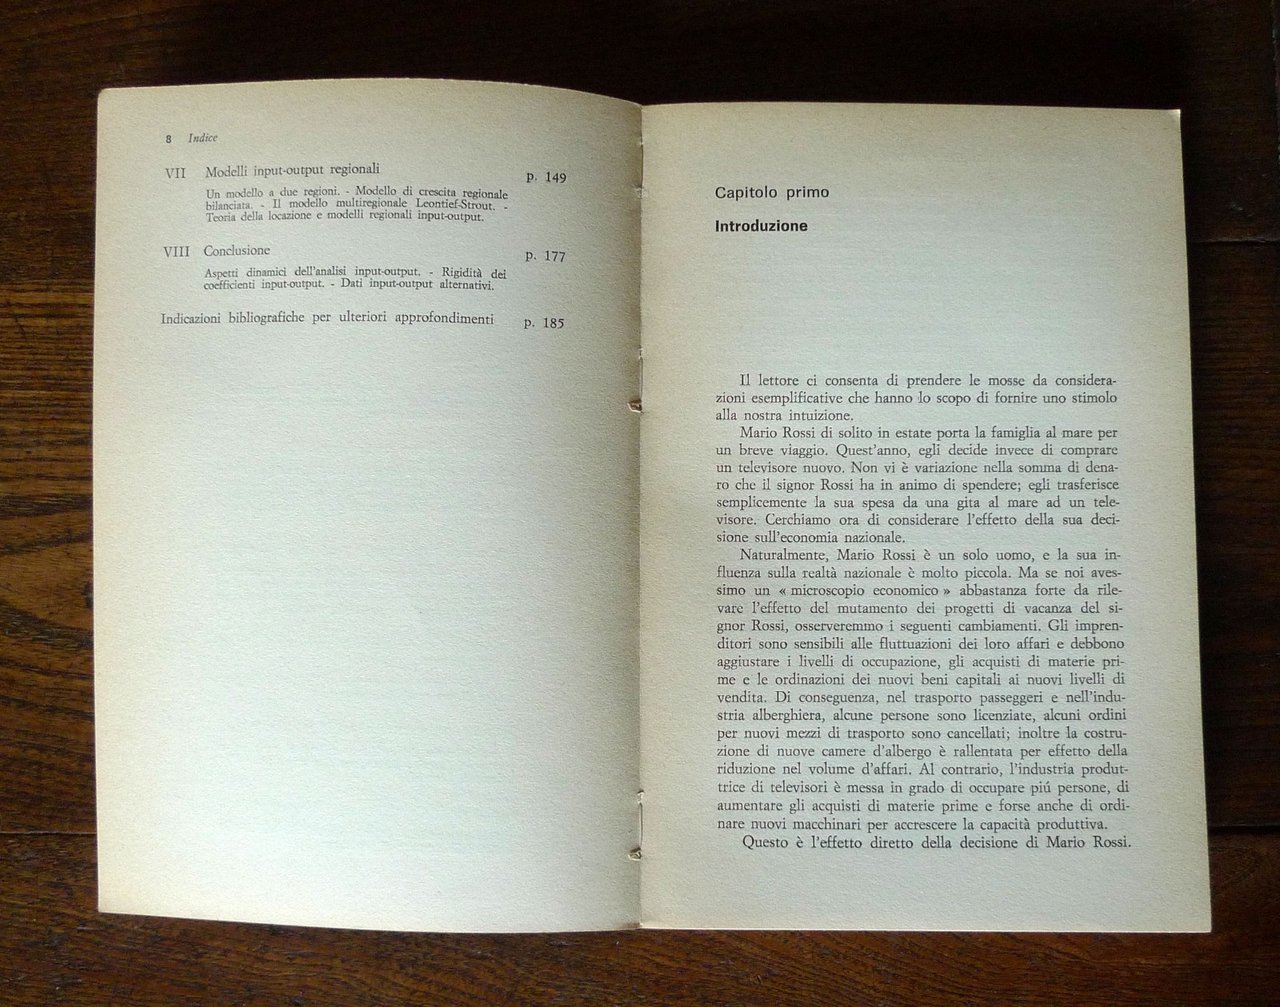 8 Indice
VII Modelli input-output regionali p. 149
Un modello a due regioni. - Modello di crescita regionale
bilanciata. - Il modello multiregionale Leontief-Strout. -
Teoria della locazione e modelli regionali input-output.
VIII Conclusione p. 177
Aspetti dinamici dell'analisi input-output. - Rigidità dei
coefficienti input-output. - Dati input-output alternativi.
Indicazioni bibliografiche per ulteriori approfondimenti p. 185
Capitolo primo
Introduzione
Il lettore ci consenta di prendere le mosse da considera-
zioni esemplificative che hanno lo scopo di fornire uno stimolo
alla nostra intuizione.
Mario Rossi di solito in estate porta la famiglia al mare per
un breve viaggio. Quest'anno, egli decide invece di comprare
un televisore nuovo. Non vi è variazione nella somma di dena-
ro che il signor Rossi ha in animo di spendere; egli trasferisce
semplicemente la sua spesa da una gita al mare ad un tele-
visore. Cerchiamo ora di considerare l'effetto della sua deci-
sione sull'economia nazionale.
Naturalmente, Mario Rossi è un solo uomo, e la sua in-
fluenza sulla realtà nazionale è molto piccola. Ma se noi aves-
simo un « microscopio economico » abbastanza forte da rile-
vare l'effetto del mutamento dei progetti di vacanza del si-
gnor Rossi, osserveremmo i seguenti cambiamenti. Gli impren-
ditori sono sensibili alle fluttuazioni dei loro affari e debbono
aggiustare i livelli di occupazione, gli acquisti di materie pri-
me e le ordinazioni dei nuovi beni capitali ai nuovi livelli di
vendita. Di conseguenza, nel trasporto passeggeri e nell'indu-
stria alberghiera, alcune persone sono licenziate, alcuni ordini
per nuovi mezzi di trasporto sono cancellati; inoltre la costru-
zione di nuove camere d'albergo è rallentata per effetto della
riduzione nel volume d'affari. Al contrario, l'industria produt-
trice di televisori è messa in grado di occupare piú persone, di
aumentare gli acquisti di materie prime e forse anche di ordi-
nare nuovi macchinari per accrescere la capacità produttiva.
Questo è l'effetto diretto della decisione di Mario Rossi.